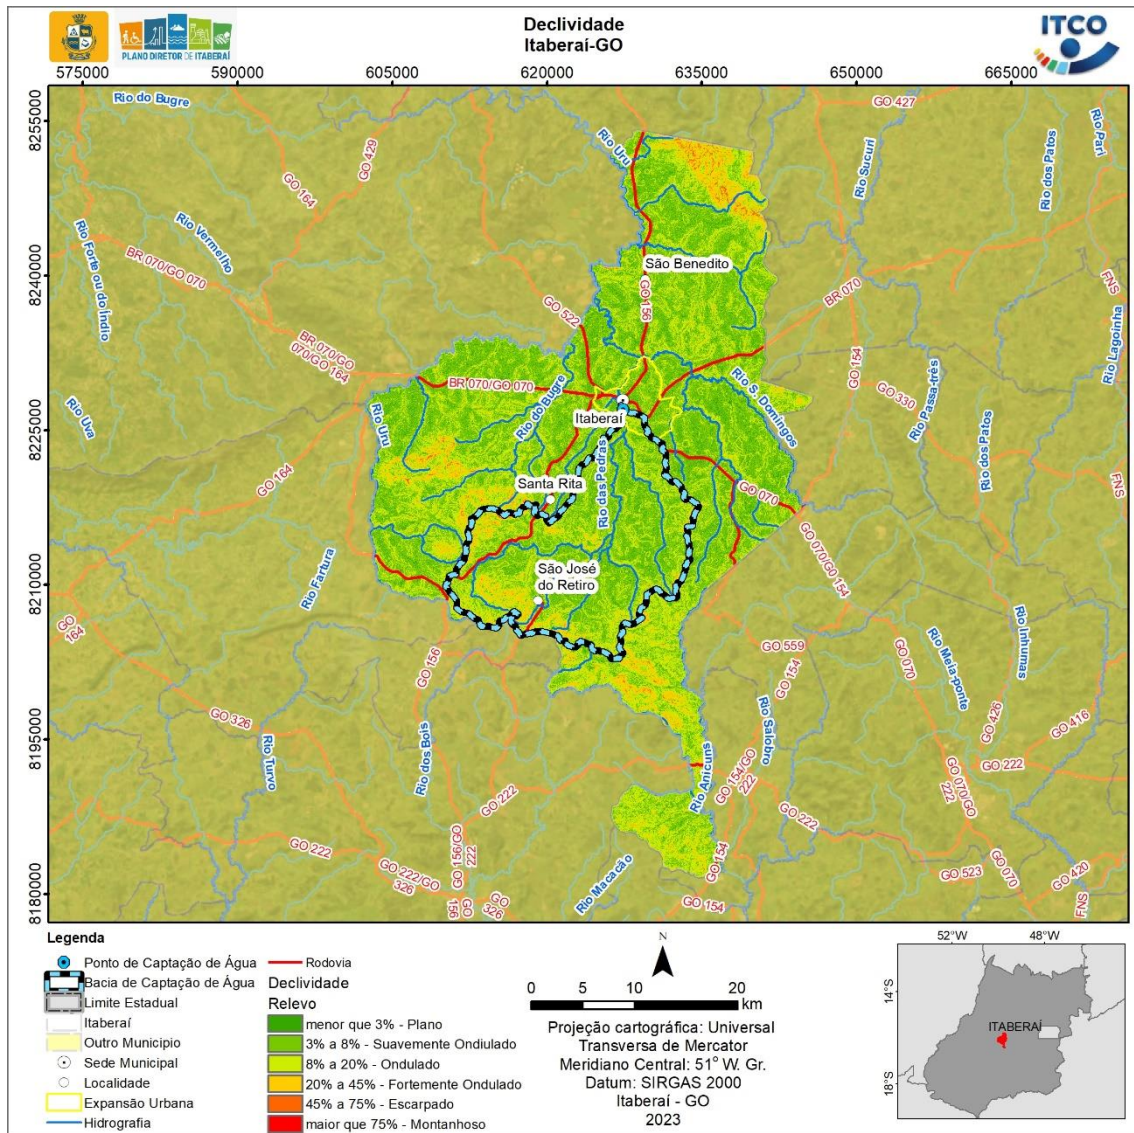 PLANO DIRETOR DE ITABERAÍ
Declividade
Itaberaí-GO
ITCO
575000
590000
605000
620000
635000
650000
665000
8255000
8240000
8225000
8210000
8195000
8180000
Rio do Bugre
GO 429
GO 164
Rio Vermelho
Rio Forte ou do Índio
BR 070/GO 070
BR 070/GO
070/GO 164
Rio Uva
GO 164
Rio Fartura
GO
164
GO 326
Rio Turvo
GO 222
GO 222/GO
326
GO 156/GO
222
GO
156
GO
326
Rio dos Bois
GO 156
GO 222
Rio Uru
GO 427
Rio Sucuri
Rio dos Patos
Rio Pari
São Benedito
GO 156
GO 522
BR 070
FNS
Rio Lagoinha
GO 154
GO 330
Rio Passa-três
Rio dos Patos
FNS
BR 070/GO 070
Rio do Bugre
Rio Uru
Itaberaí
Rio S. Domingos
Rio das Pedras
Santa Rita
GO 070
São José
do Retiro
GO 070/G0 154
GO 559
GO 154
Rio Meia-ponte
Rio Inhumas
GO 070
GO 426
GO 416
GO 222
GO 070/GO
222
Rio Salobro
Rio Anicuns
GO 154/GO
222
GO 222
GO 154
Rio Macacão
GO 154
GO 523
GO 070
GO 420
FNS
Legenda
Ponto de Captação de Água
Bacia de Captação de Água
Limite Estadual
Itaberaí
Outro Municipio
Sede Municipal
Localidade
Expansão Urbana
Hidrografia
Rodovia
Declividade
Relevo
menor que 3% - Plano
3% a 8% - Suavemente Ondiulado
8% a 20% - Ondulado
20% a 45% - Fortemente Ondulado
45% a 75% - Escarpado
maior que 75% - Montanhoso
N
0 5 10 20
km
Projeção cartográfica: Universal
Transversa de Mercator
Meridiano Central: 51° W. Gr.
Datum: SIRGAS 2000
Itaberaí - GO
2023
52°W
48°W
14°S
18°S
ITABERAÍ